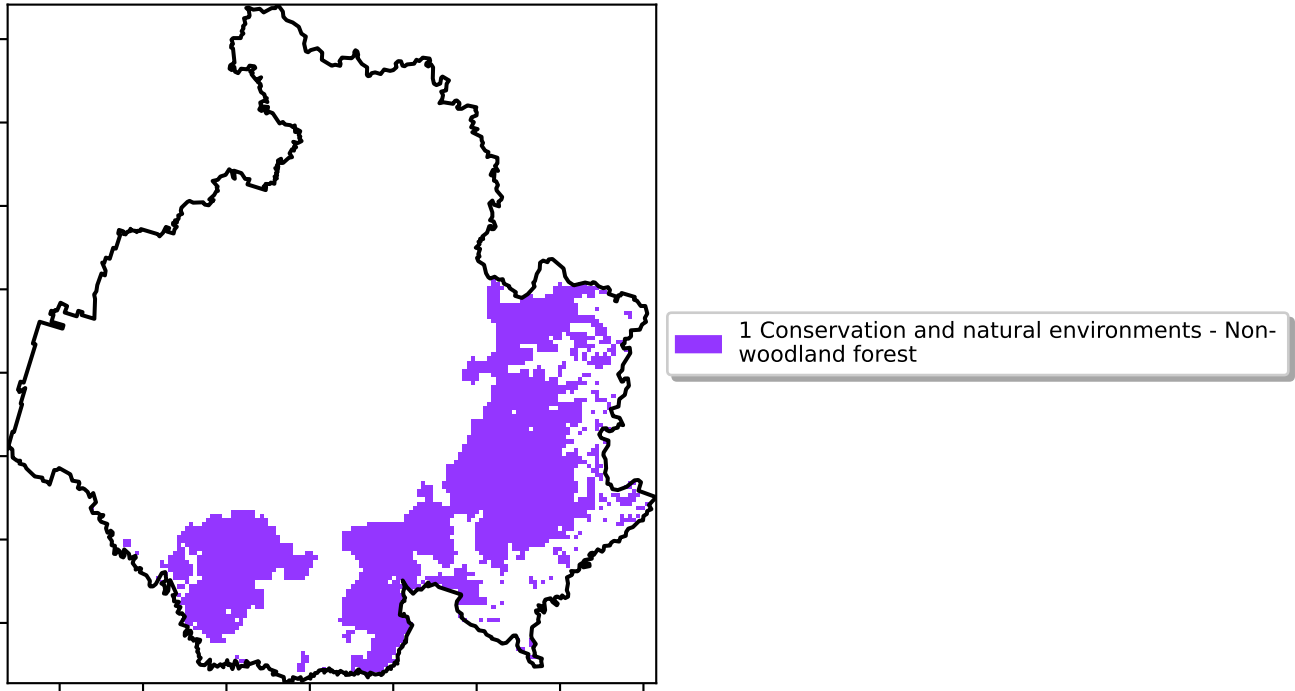 1 Conservation and natural environments - Non-
woodland forest